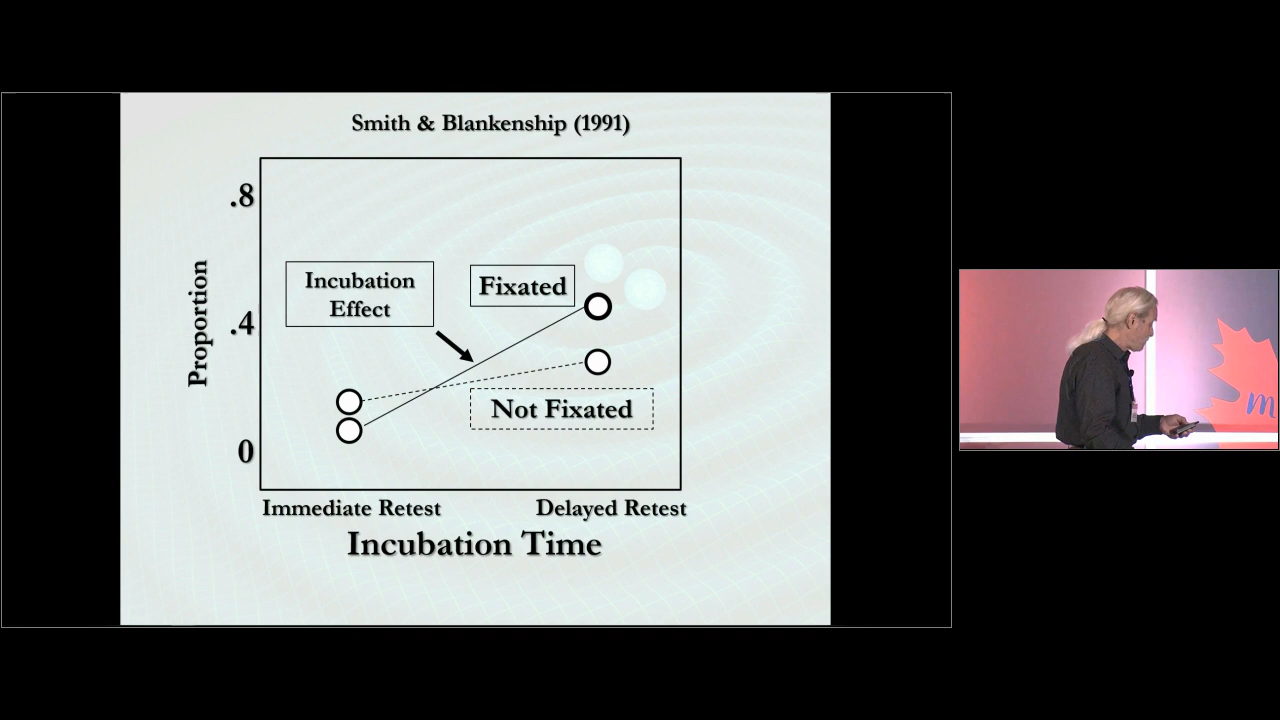 Smith & Blankenship (1991)
.8
.4
0
Proportion
Incubation
Effect
Fixated
Not Fixated
Immediate Retest
Delayed Retest
Incubation Time
m